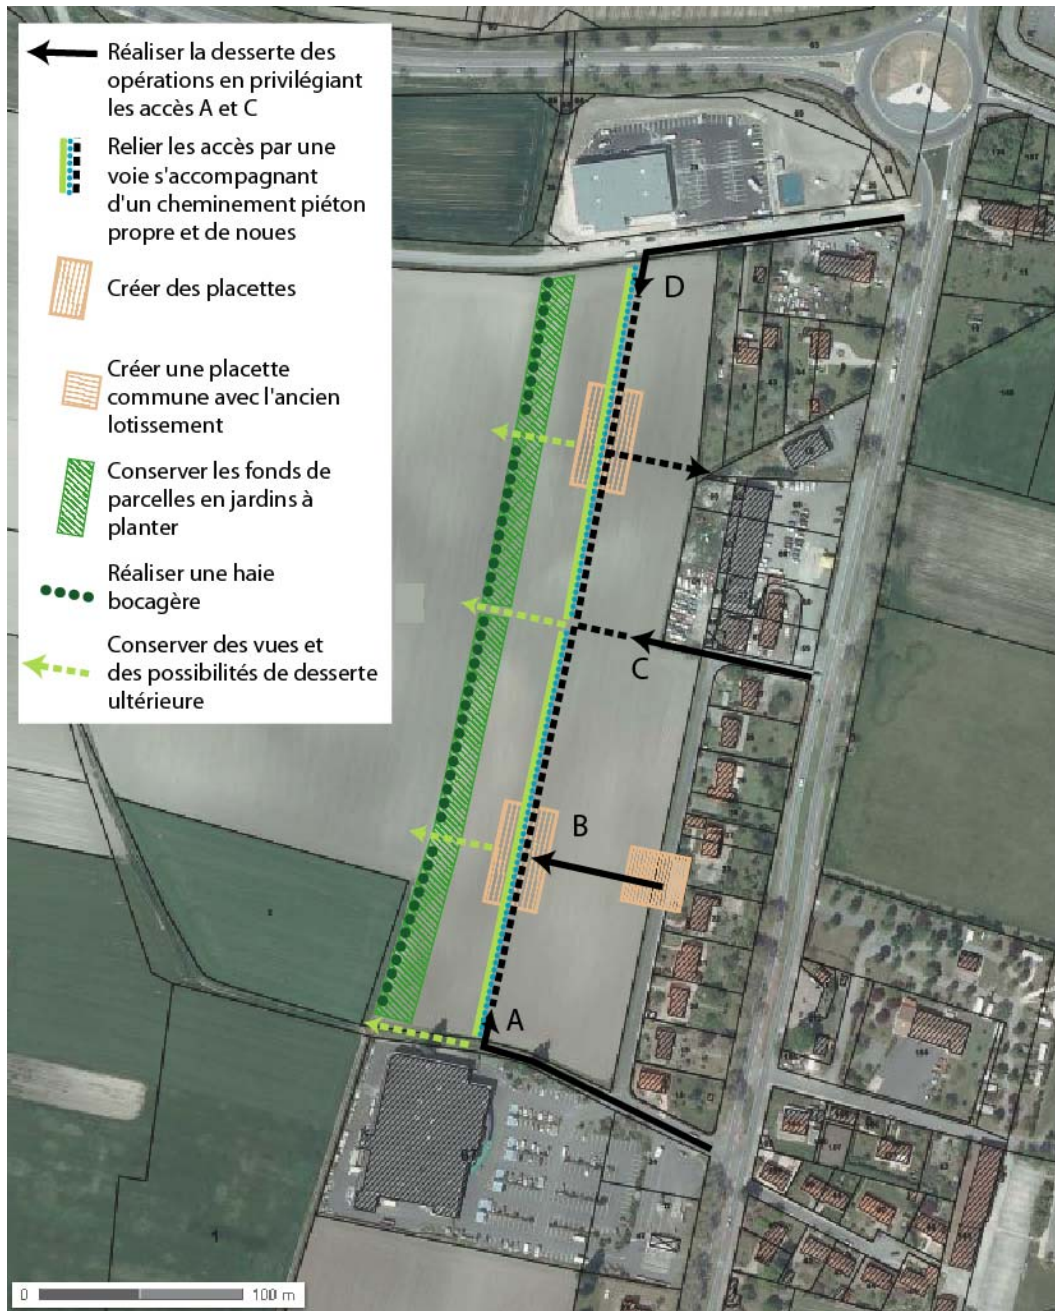 Réaliser la desserte des
opérations en privilégiant
les accès A et C
Relier les accès par une
voie s'accompagnant
d'un cheminement piéton
propre et de noues
Créer des placettes
Créer une placette
commune avec l'ancien
lotissement
Conserver les fonds de
parcelles en jardins à
planter
Réaliser une haie
bocagère
Conserver des vues et
des possibilités de desserte
ultérieure
D
C
B
A
0 100 m